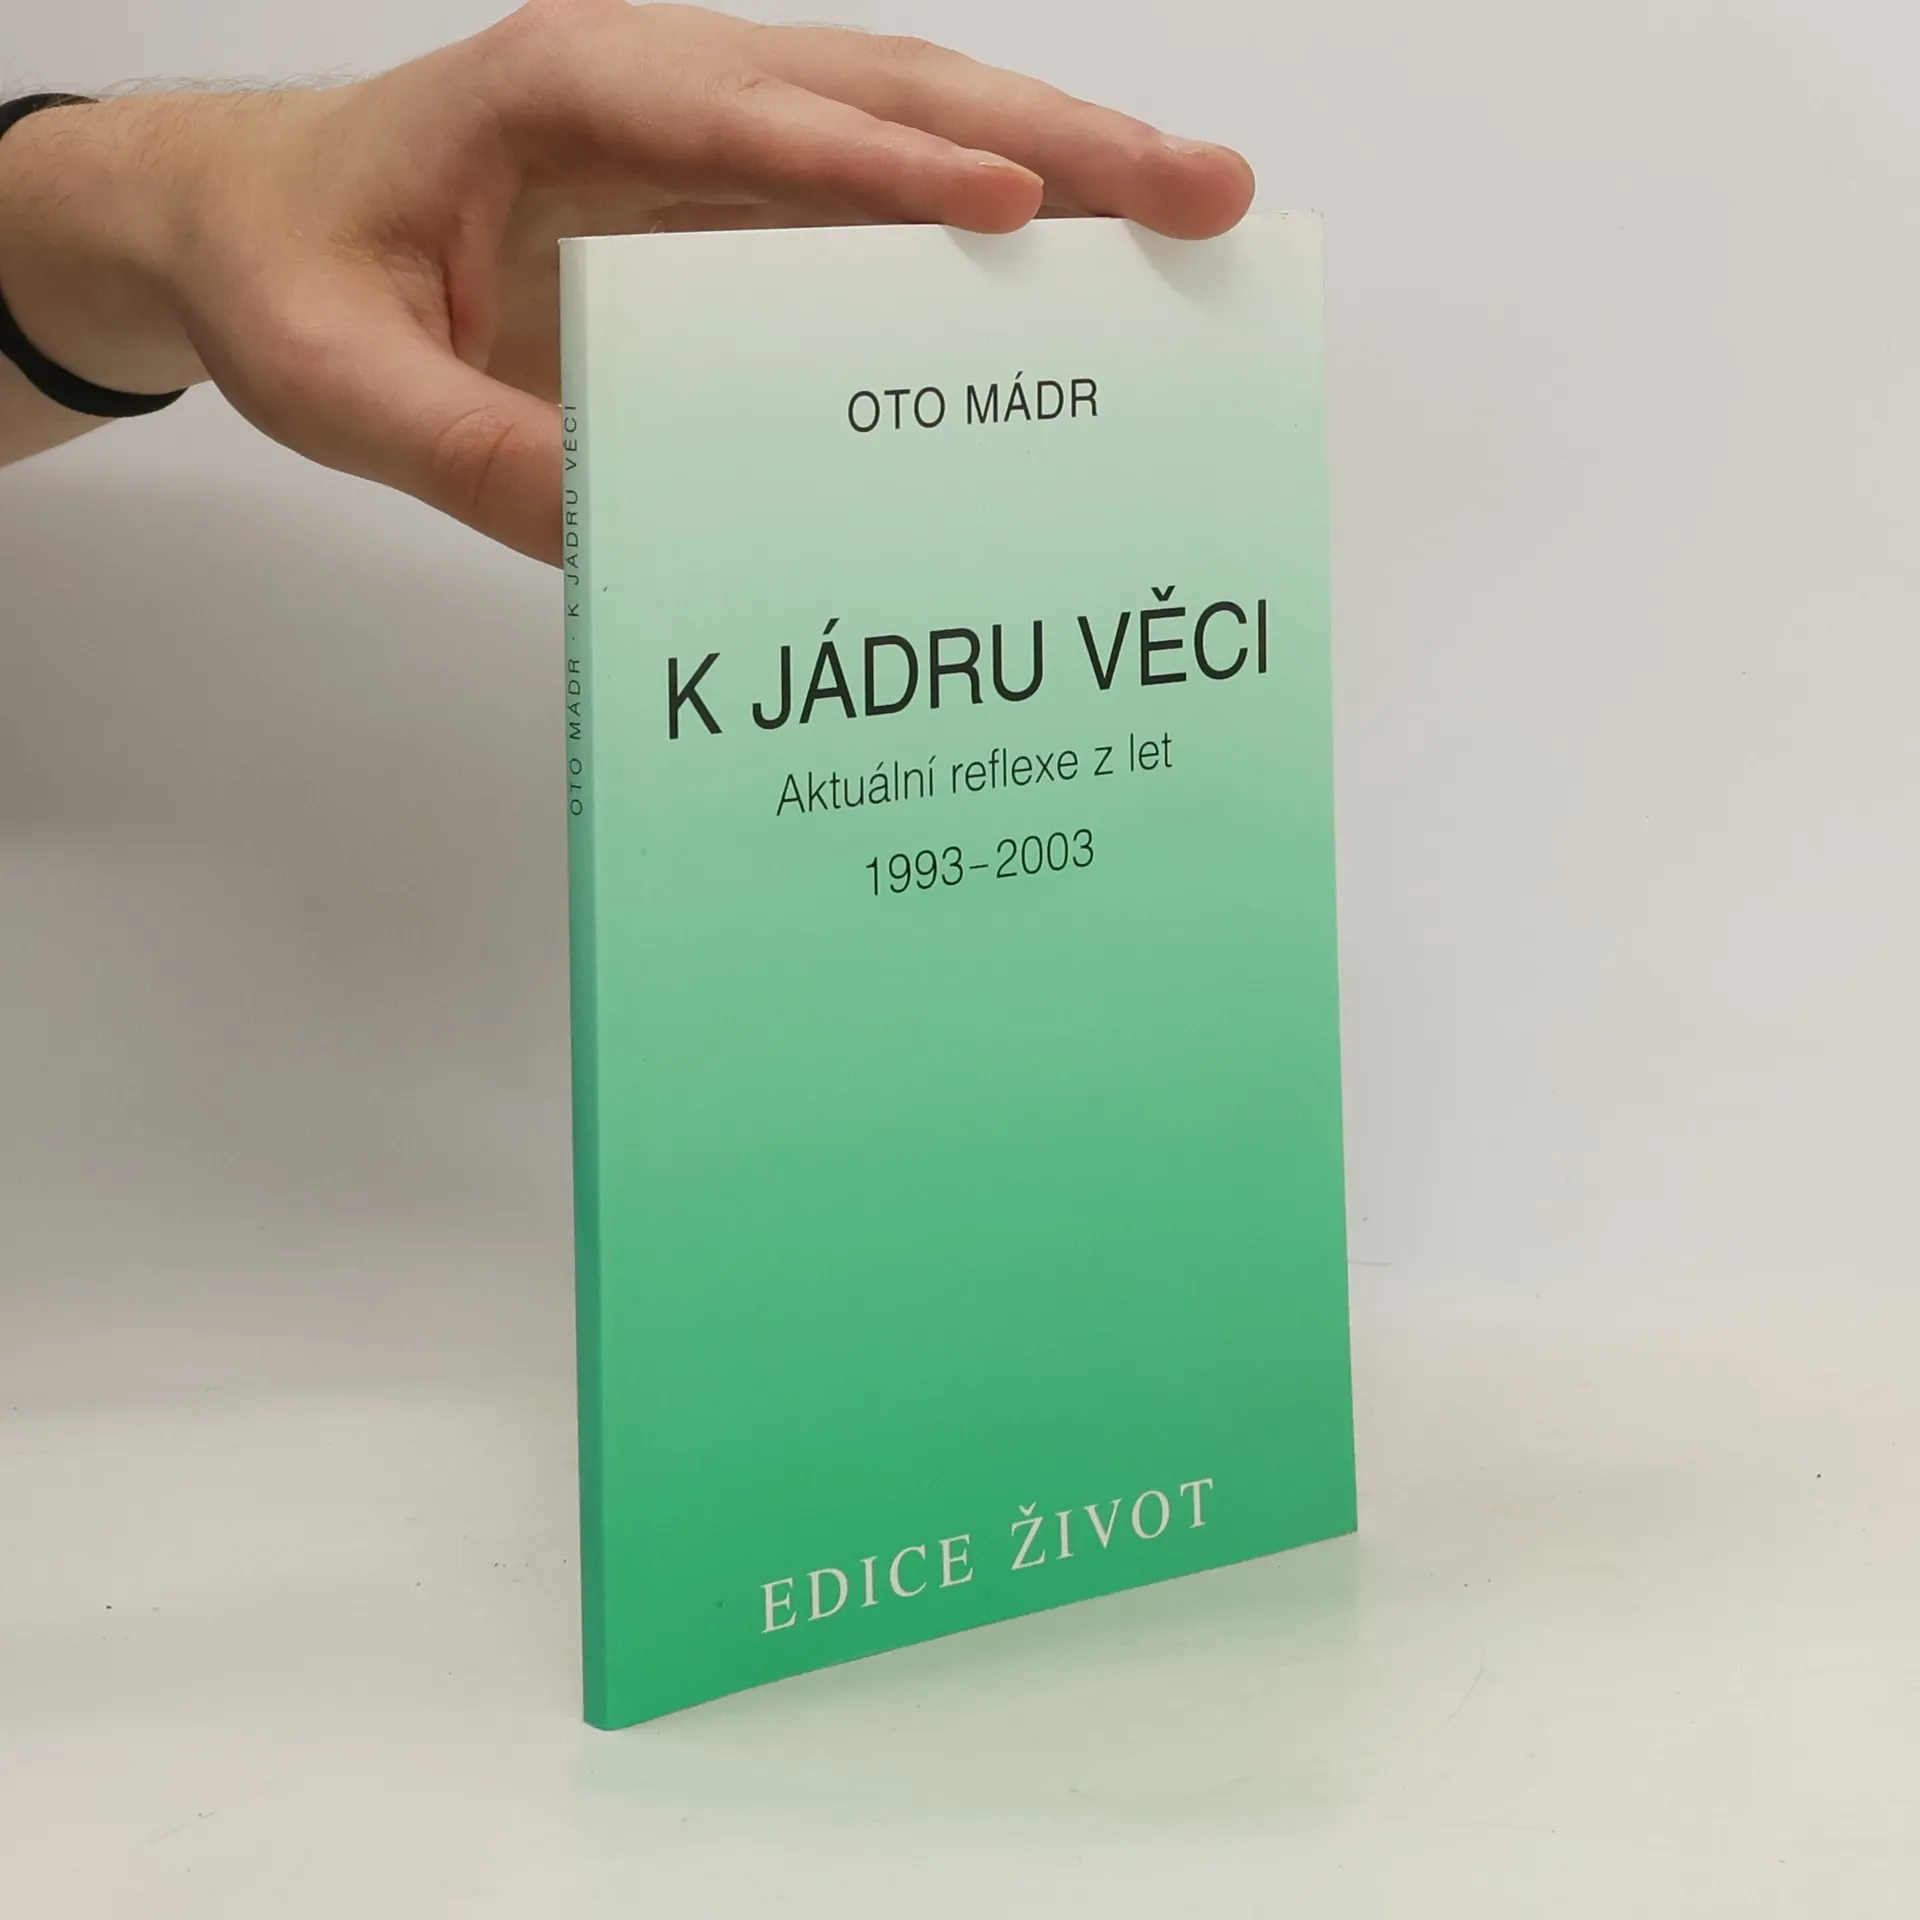 OTO MÁDR · K JÁDRU VĚCI
OTO MÁDR
K JÁDRU VĚCI
Aktuální reflexe z let
1993–2003
EDICE ŽIVOT